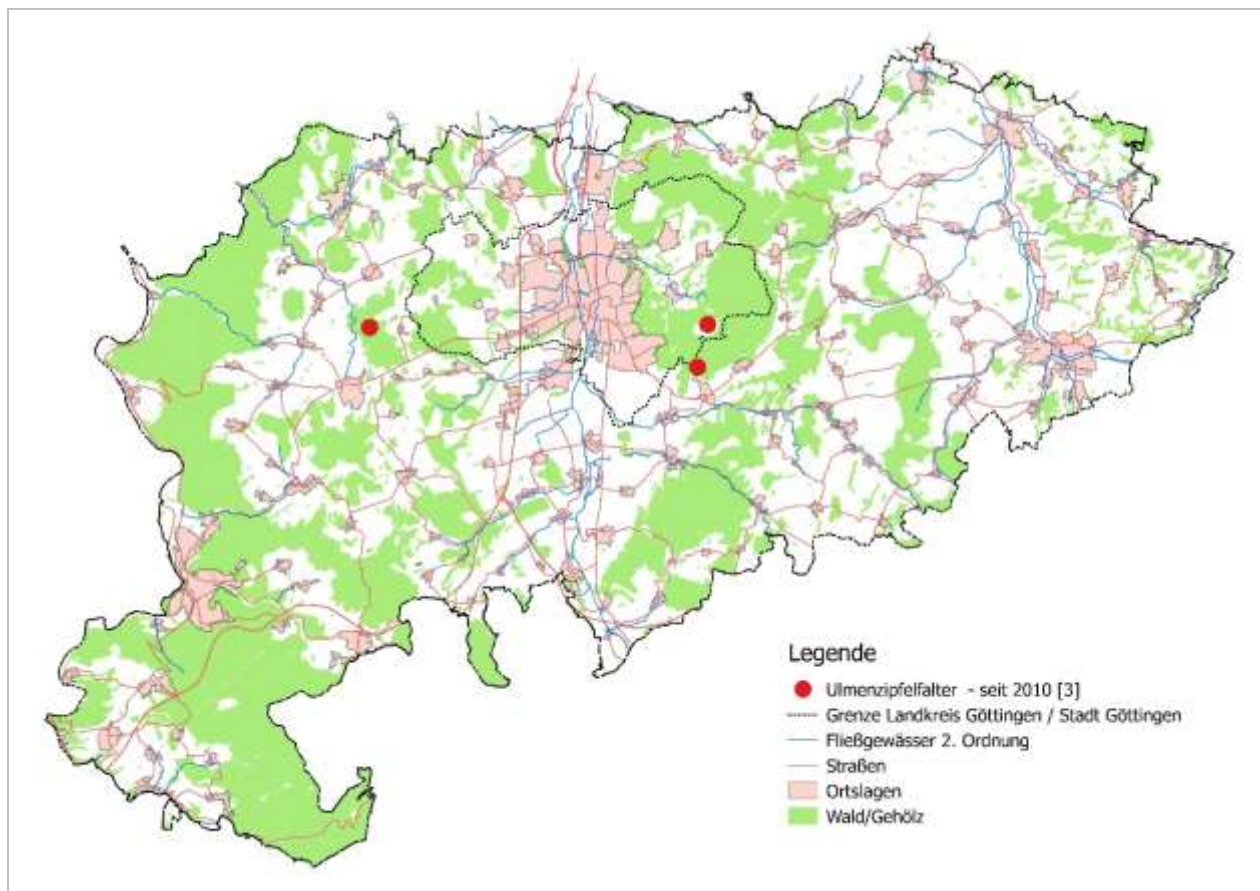 Legende
Ulmenzipfelfalter - seit 2010 [3]
Grenze Landkreis Göttingen / Stadt Göttingen
Fließgewässer 2. Ordnung
Straßen
Ortslagen
Wald/Gehölz